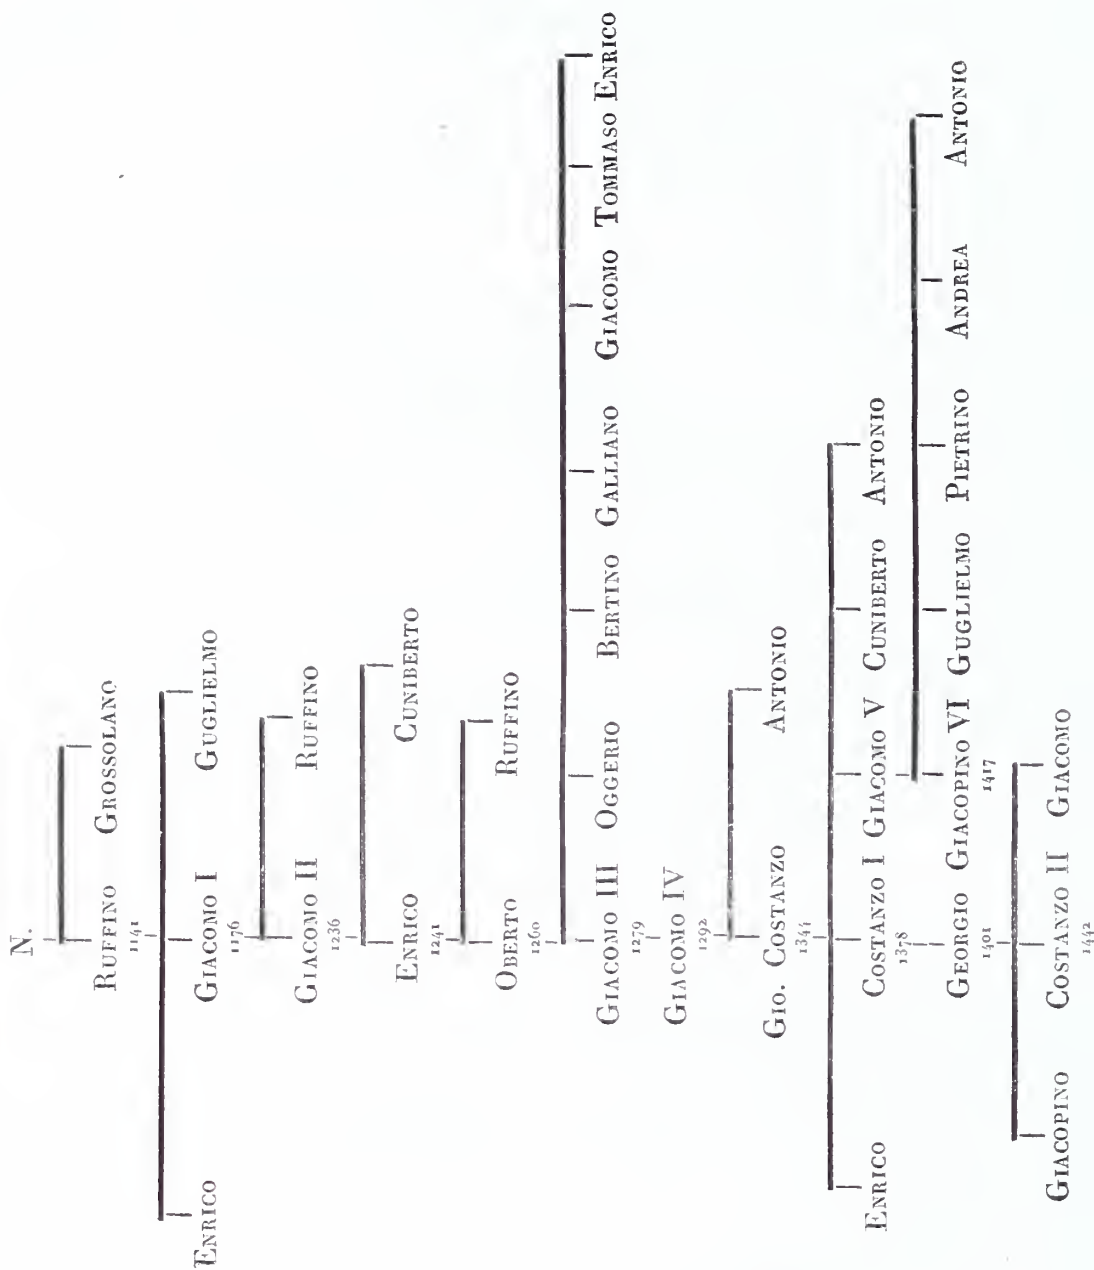 N.
RUFFINO GROSSOLANO
1141
ENRICO GIACOMO I GUGLIELMO
1176
GIACOMO II RUFFINO
1236
ENRICO CUNIBERTO
1241
OBERTO RUFFINO
1260
GIACOMO III OGGERIO BERTINO GALLIANO GIACOMO TOMMASO ENRICO
1279
GIACOMO IV
1292
GIO. COSTANZO ANTONIO
1344
ENRICO COSTANZO I GIACOMO V CUNIBERTO ANTONIO
1378
GEORGIO GIACOPINO VI GUGLIELMO PIETRINO ANDREA ANTONIO
1401 1417
GIACOPINO COSTANZO II GIACOMO
1442